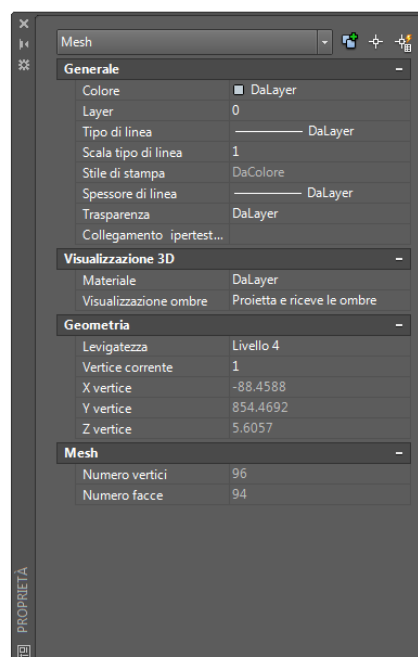 Mesh
Generale
Colore DaLayer
Layer 0
Tipo di linea DaLayer
Scala tipo di linea 1
Stile di stampa DaColore
Spessore di linea DaLayer
Trasparenza DaLayer
Collegamento ipertest...
Visualizzazione 3D
Materiale DaLayer
Visualizzazione ombre Proietta e riceve le ombre
Geometria
Levigatezza Livello 4
Vertice corrente 1
X vertice -88.4588
Y vertice 854.4692
Z vertice 5.6057
Mesh
Numero vertici 96
Numero facce 94
PROPRIETÀ